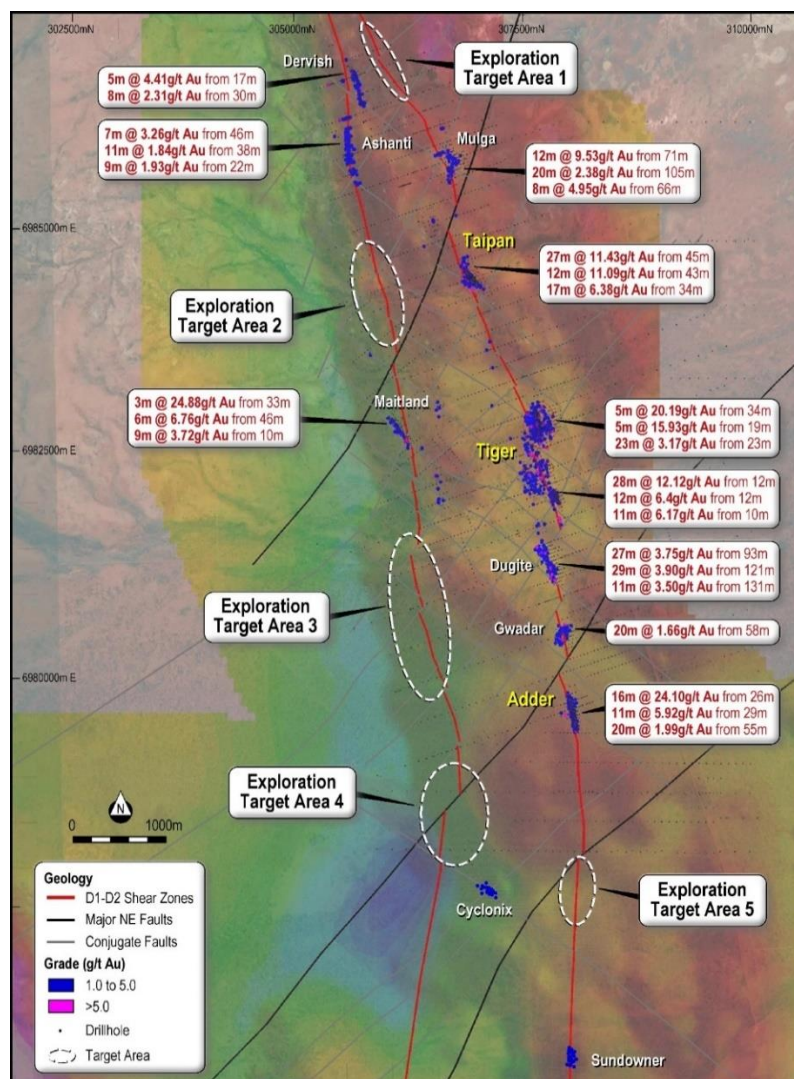 302500mN
305000mN
307500mN
310000mN
Exploration
Target Area 1
Dervish
5m @ 4.41g/t Au from 17m
8m @ 2.31g/t Au from 30m
7m @ 3.26g/t Au from 46m
11m @ 1.84g/t Au from 38m
9m @ 1.93g/t Au from 22m
Ashanti
Mulga
12m @ 9.53g/t Au from 71m
20m @ 2.38g/t Au from 105m
8m @ 4.95g/t Au from 66m
6985000m E
Taipan
27m @ 11.43g/t Au from 45m
12m @ 11.09g/t Au from 43m
17m @ 6.38g/t Au from 34m
Exploration
Target Area 2
Maitland
3m @ 24.88g/t Au from 33m
6m @ 6.76g/t Au from 46m
9m @ 3.72g/t Au from 10m
6982500m E
Tiger
5m @ 20.19g/t Au from 34m
5m @ 15.93g/t Au from 19m
23m @ 3.17g/t Au from 23m
28m @ 12.12g/t Au from 12m
12m @ 6.4g/t Au from 12m
11m @ 6.17g/t Au from 10m
Dugite
27m @ 3.75g/t Au from 93m
29m @ 3.90g/t Au from 121m
11m @ 3.50g/t Au from 131m
Exploration
Target Area 3
Gwadar
20m @ 1.66g/t Au from 58m
6980000m E
Adder
16m @ 24.10g/t Au from 26m
11m @ 5.92g/t Au from 29m
20m @ 1.99g/t Au from 55m
Exploration
Target Area 4
N
0 1000m
Cyclonix
Exploration
Target Area 5
Geology
D1-D2 Shear Zones
Major NE Faults
Conjugate Faults
Grade (g/t Au)
1.0 to 5.0
>5.0
Drillhole
Target Area
Sundowner